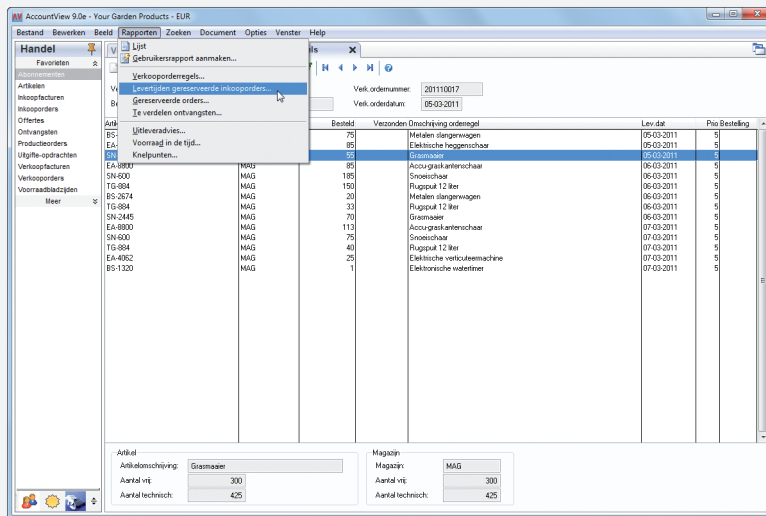 AccountView 9.0e - Your Garden Products - EUR
Bestand Bewerken Beeld Rapporten Zoeken Document Opties Venster Help
Handel
Favorieten
Abonnementen
Artikelen
Inkoopfacturen
Inkooporders
Offertes
Ontvangsten
Productieorders
Uitgifte-opdrachten
Verkoopfacturen
Verkooporders
Voorraadbladzijden
Meer
Lijst
Gebruikersrapport aanmaken...
Verkooporderregels...
Levertijden gereserveerde inkooporders...
Gereserveerde orders...
Te verdelen ontvangsten...
Uitleveradvies...
Voorraad in de tijd...
Knelpunten...
Verk.ordernummer: 201110017
Verk.orderdatum: 05-03-2011
Besteld Verzonden Omschrijving orderregel Lev.dat Prio Bestelling
75 Metalen slangenwagen 05-03-2011 5
85 Elektrische heggenschaar 05-03-2011 5
55 Grasmaaier 05-03-2011 5
EA-8800 MAG 85 Accu-graskantenschaar 06-03-2011 5
SN-600 MAG 185 Snoeischaar 06-03-2011 5
TG-884 MAG 150 Rugspuit 12 liter 06-03-2011 5
BS-2674 MAG 20 Metalen slangenwagen 06-03-2011 5
TG-884 MAG 33 Rugspuit 12 liter 06-03-2011 5
SN-2445 MAG 70 Grasmaaier 06-03-2011 5
EA-8800 MAG 113 Accu-graskantenschaar 07-03-2011 5
SN-600 MAG 75 Snoeischaar 07-03-2011 5
TG-884 MAG 40 Rugspuit 12 liter 07-03-2011 5
EA-4062 MAG 25 Elektrische verticuteermachine 07-03-2011 5
BS-1320 MAG 1 Elektronische watertimer 07-03-2011 5
Artikel
Artikelomschrijving: Grasmaaier
Aantal vrij: 300
Aantal technisch: 425
Magazijn
Magazijn: MAG
Aantal vrij: 300
Aantal technisch: 425